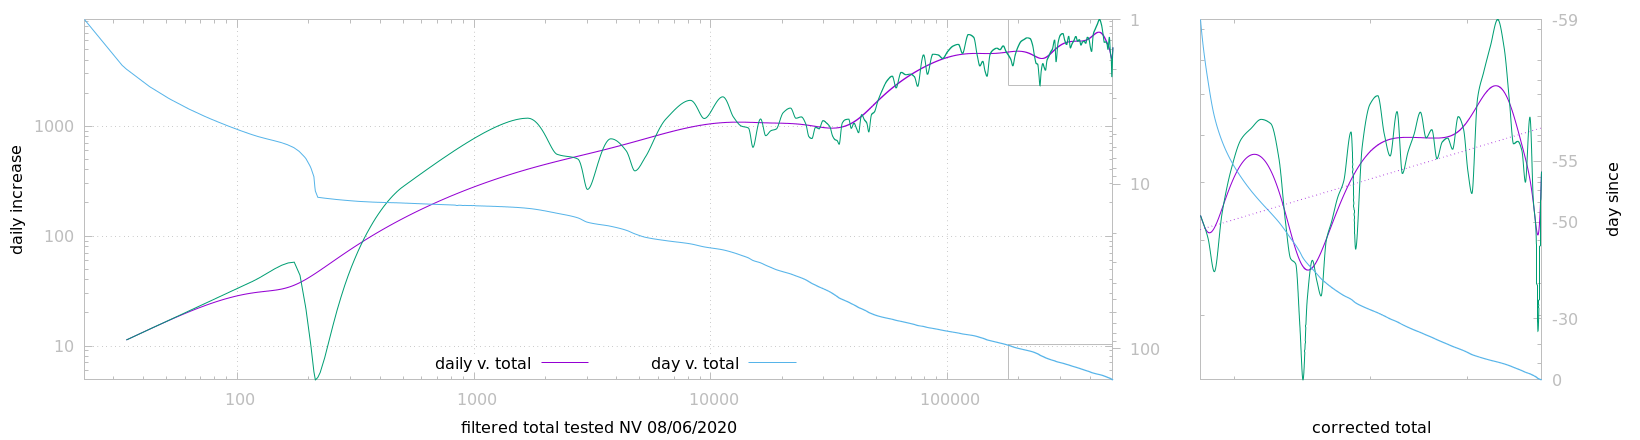 daily increase
1000
100
10
100
1000
10000
100000
filtered total tested NV 08/06/2020
daily v. total
day v. total
1
10
100
-59
-55
-50
-30
0
day since
corrected total